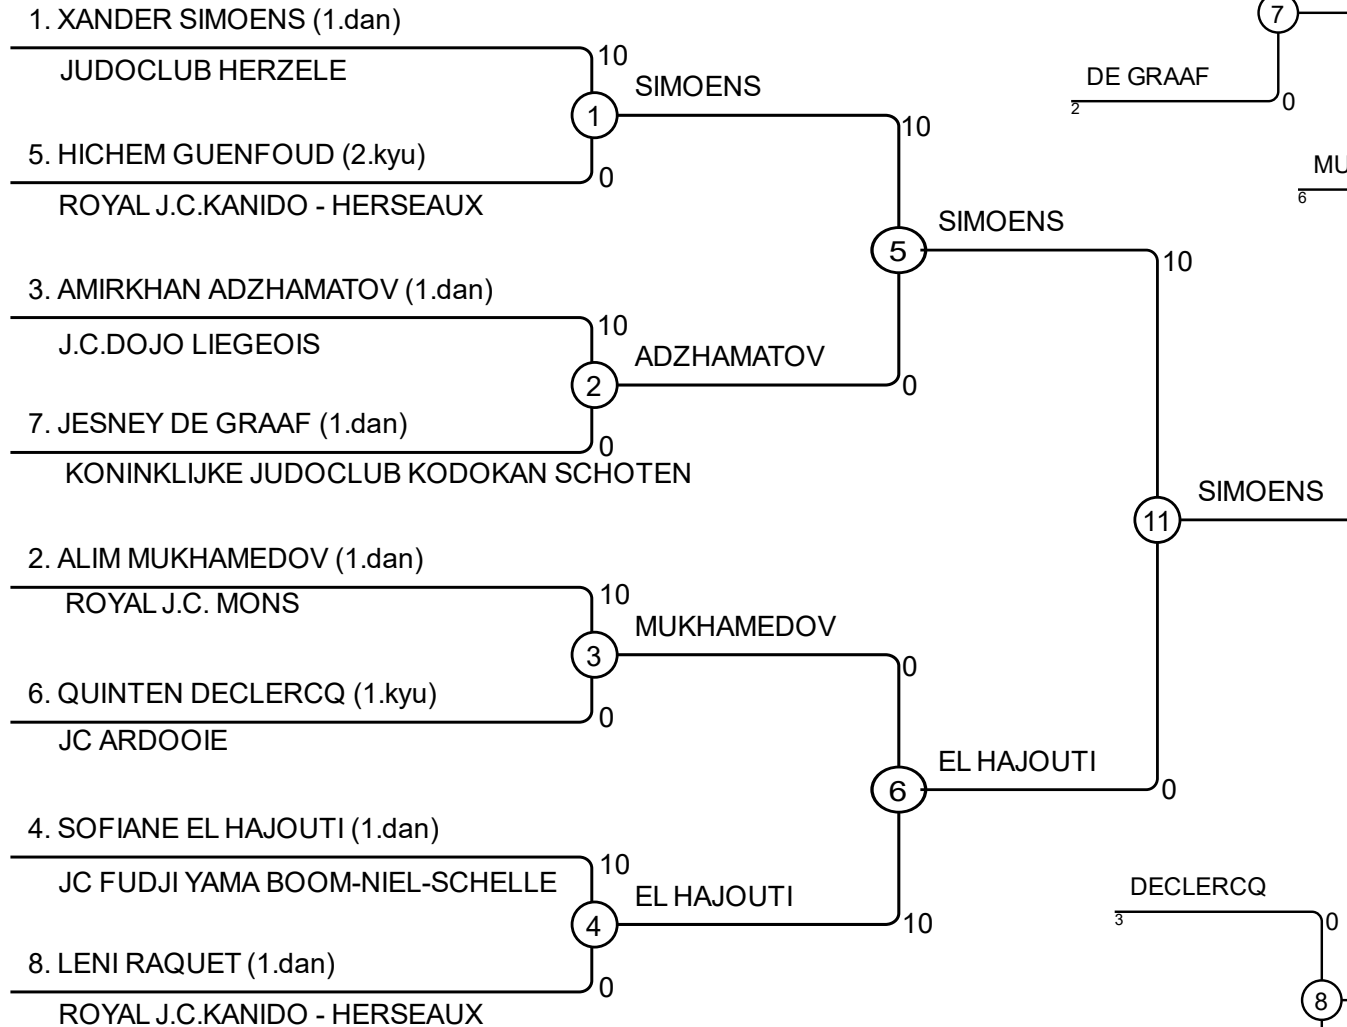 1. XANDER SIMOENS (1.dan)
JUDOCLUB HERZELE
10
1
SIMOENS
5. HICHEM GUENFOUD (2.kyu)
0
ROYAL J.C.KANIDO - HERSEAUX
10
5
SIMOENS
3. AMIRKHAN ADZHAMATOV (1.dan)
J.C.DOJO LIEGEOIS
10
2
ADZHAMATOV
0
7. JESNEY DE GRAAF (1.dan)
0
KONINKLIJKE JUDOCLUB KODOKAN SCHOTEN
10
11
SIMOENS
2. ALIM MUKHAMEDOV (1.dan)
ROYAL J.C. MONS
10
3
MUKHAMEDOV
0
6. QUINTEN DECLERCQ (1.kyu)
0
JC ARDOOIE
6
EL HAJOUTI
0
4. SOFIANE EL HAJOUTI (1.dan)
JC FUDJI YAMA BOOM-NIEL-SCHELLE
10
4
EL HAJOUTI
10
8. LENI RAQUET (1.dan)
0
ROYAL J.C.KANIDO - HERSEAUX
7
DE GRAAF
2
0
MU
6
DECLERCQ
3
0
8